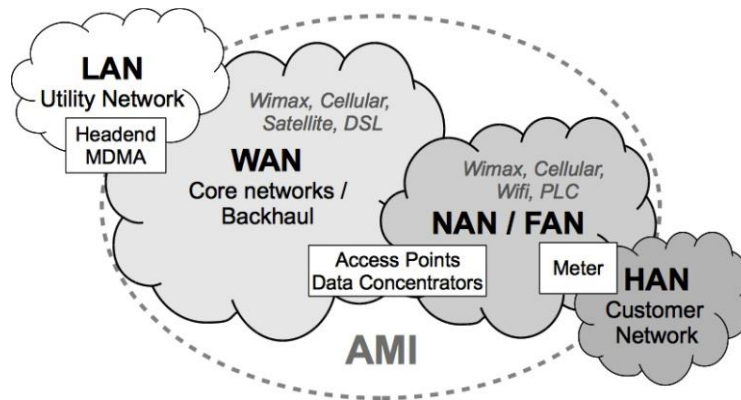 LAN
Utility Network
Headend
MDMA
Wimax, Cellular,
Satellite, DSL
WAN
Core networks /
Backhaul
Wimax, Cellular,
Wifi, PLC
NAN / FAN
Access Points
Data Concentrators
Meter
HAN
Customer
Network
AMI